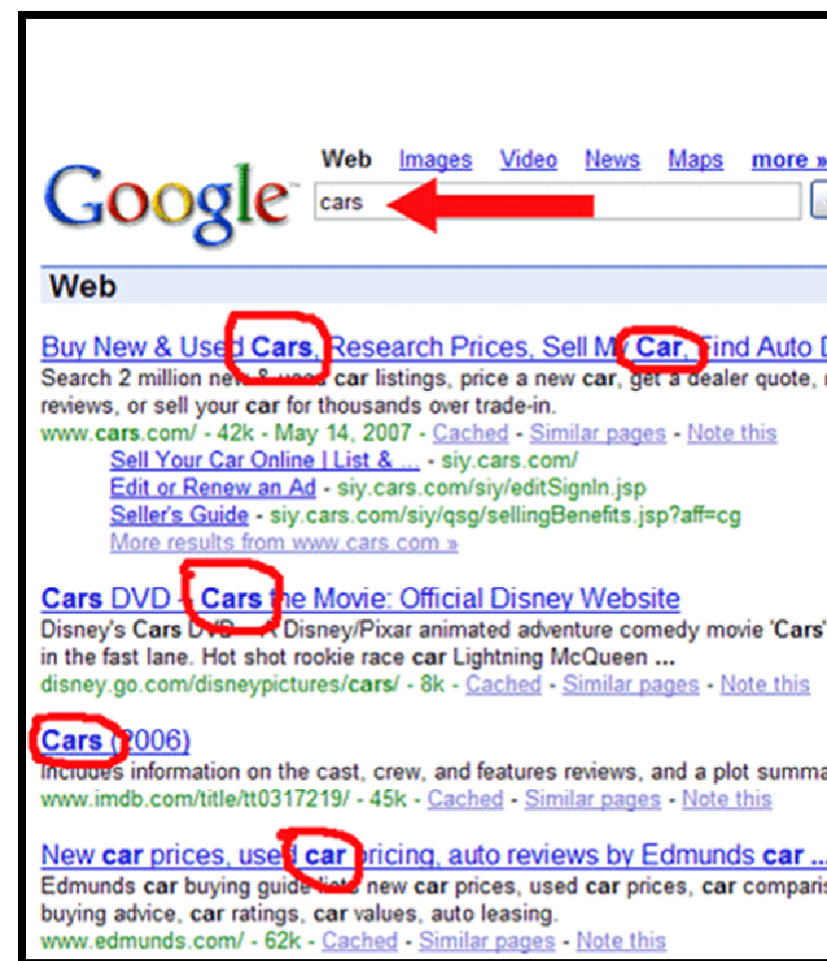 Web Images Video News Maps more »
Google™
cars
Web
Buy New & Used Cars, Research Prices, Sell My Car, Find Auto
Search 2 million new & used car listings, price a new car, get a dealer quote,
reviews, or sell your car for thousands over trade-in.
www.cars.com/ - 42k - May 14, 2007 - Cached - Similar pages - Note this
Sell Your Car Online | List & ... - siy.cars.com/
Edit or Renew an Ad - siy.cars.com/siy/editSignIn.jsp
Seller's Guide - siy.cars.com/siy/qsg/sellingBenefits.jsp?aff=cg
More results from www.cars.com »
Cars DVD - Cars the Movie: Official Disney Website
Disney's Cars DVD - A Disney/Pixar animated adventure comedy movie 'Cars'
in the fast lane. Hot shot rookie race car Lightning McQueen ...
disney.go.com/disneypictures/cars/ - 8k - Cached - Similar pages - Note this
Cars (2006)
Includes information on the cast, crew, and features reviews, and a plot
www.imdb.com/title/tt0317219/ - 45k - Cached - Similar pages - Note this
New car prices, used car pricing, auto reviews by Edmunds car ...
Edmunds car buying guide lists new car prices, used car prices, car
buying advice, car ratings, car values, auto leasing.
www.edmunds.com/ - 62k - Cached - Similar pages - Note this